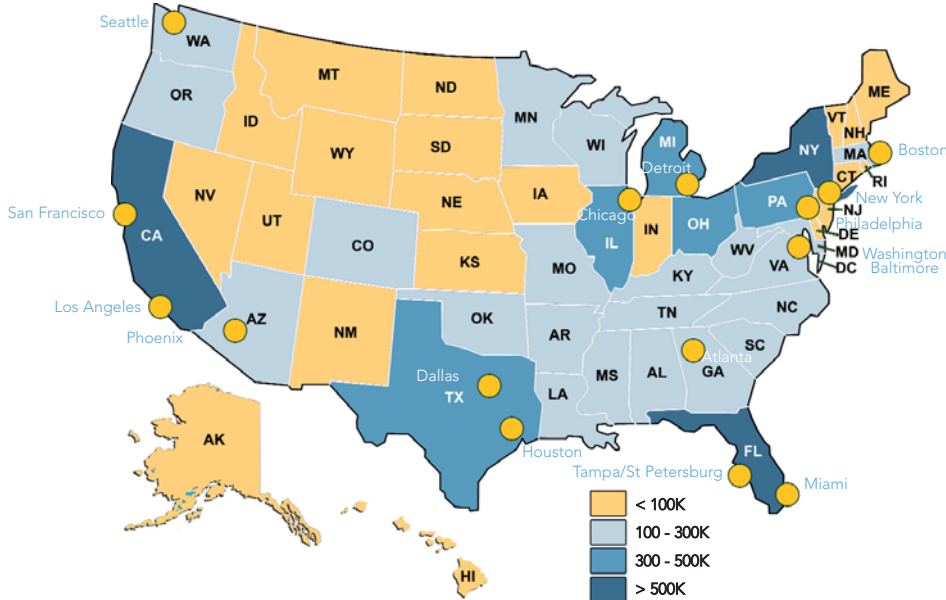 Seattle
WA
MT
ND
ME
OR
MN
VT
ID
NH
SD
WI
MI
NY
MA
Boston
WY
Detroit
CT
RI
NV
IA
NE
PA
New York
San Francisco
Chicago
NJ
UT
OH
Philadelphia
CA
IN
IL
DE
CO
WV
MD
Washington
KS
MO
VA
DC
Baltimore
KY
Los Angeles
NC
AZ
OK
TN
Phoenix
NM
AR
SC
Atlanta
MS
AL
GA
Dallas
TX
LA
AK
Houston
FL
Tampa/St Petersburg
Miami
< 100K
100 - 300K
300 - 500K
> 500K
HI